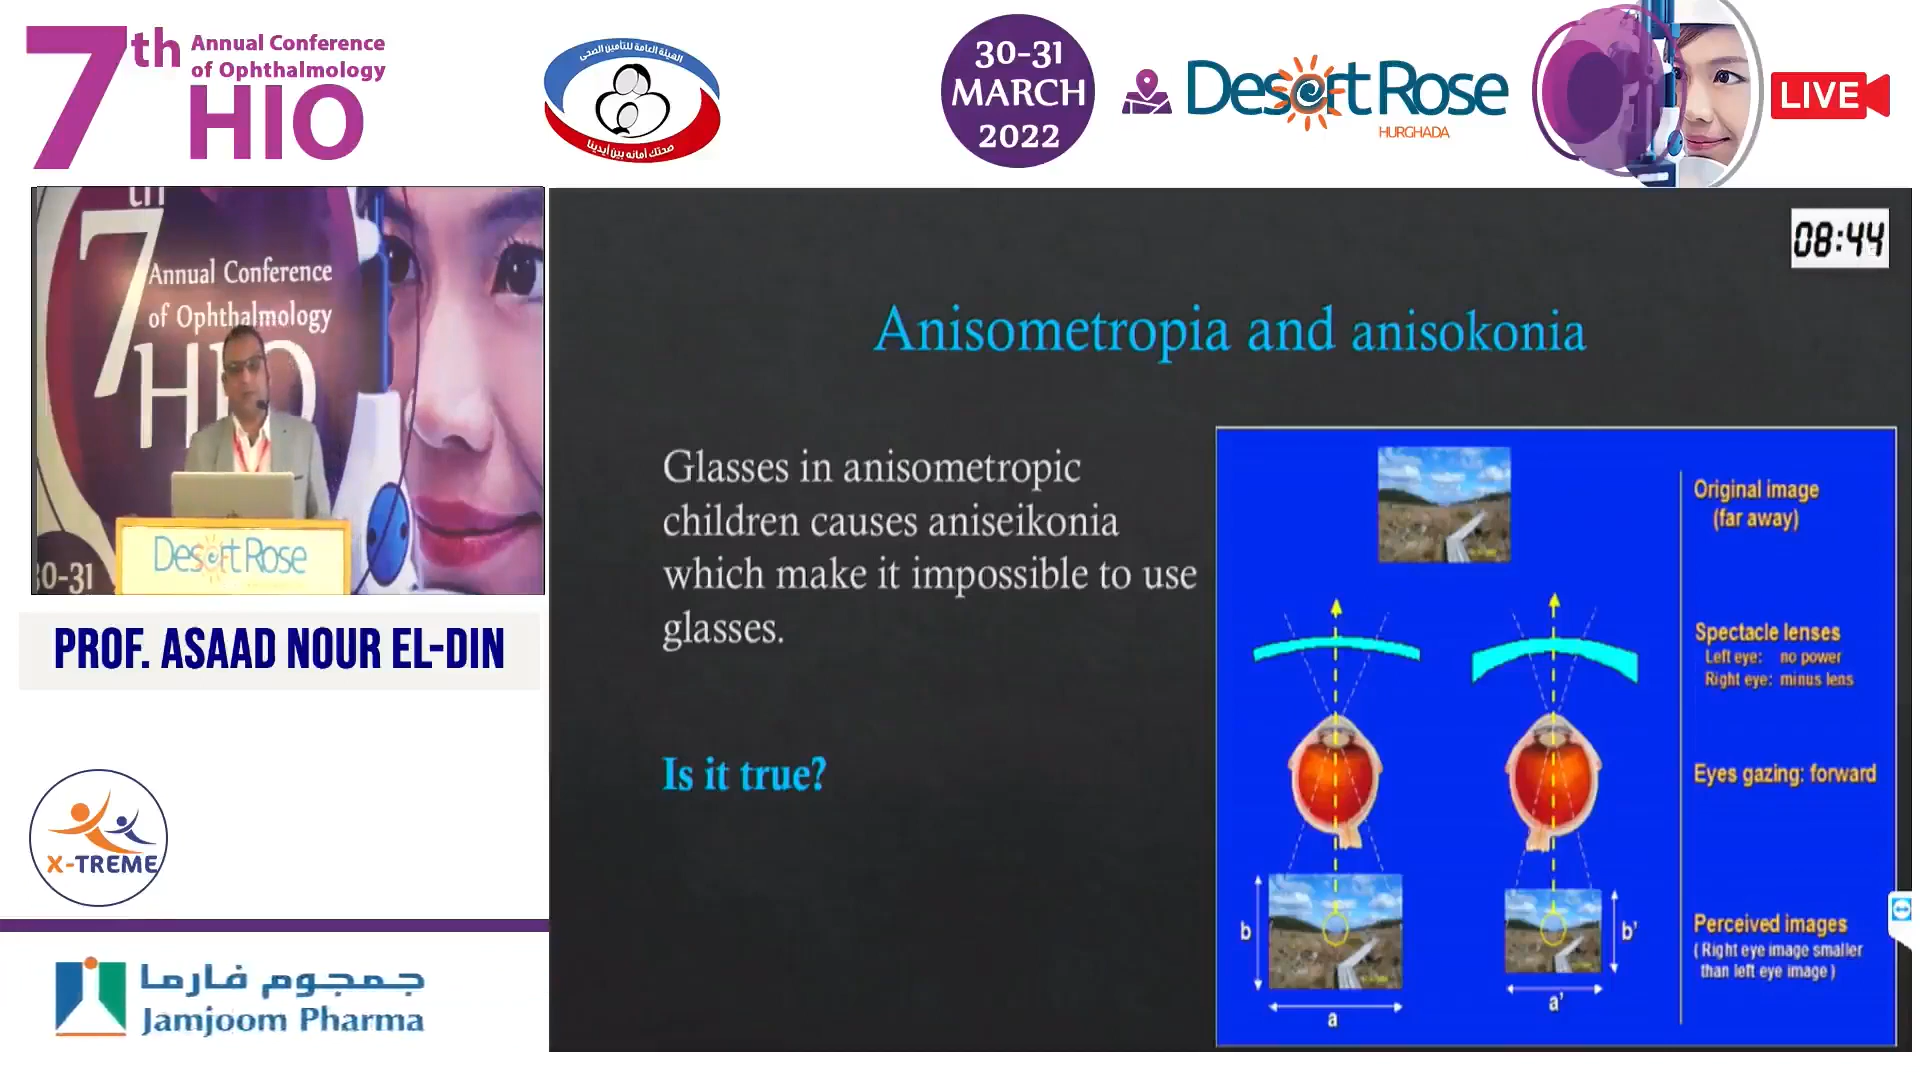 7th Annual Conference
of Ophthalmology
HIO
الهيئة العامة للتأمين الصحى
صحتك أمانه بين أيدينا
30-31
MARCH
2022
Desert Rose
HURGHADA
LIVE
th
7
Annual Conference
of Ophthalmology
HIO
30-31
Desert Rose
PROF. ASAAD NOUR EL-DIN
X-TREME
جمجوم فارما
Jamjoom Pharma
08:44
Anisometropia and anisokonia
Glasses in anisometropic
children causes aniseikonia
which make it impossible to use
glasses.
Is it true?
Original image
(far away)
Spectacle lenses
Left eye: no power
Right eye: minus lens
Eyes gazing: forward
Perceived images
( Right eye image smaller
than left eye image )
b
a
b'
a'